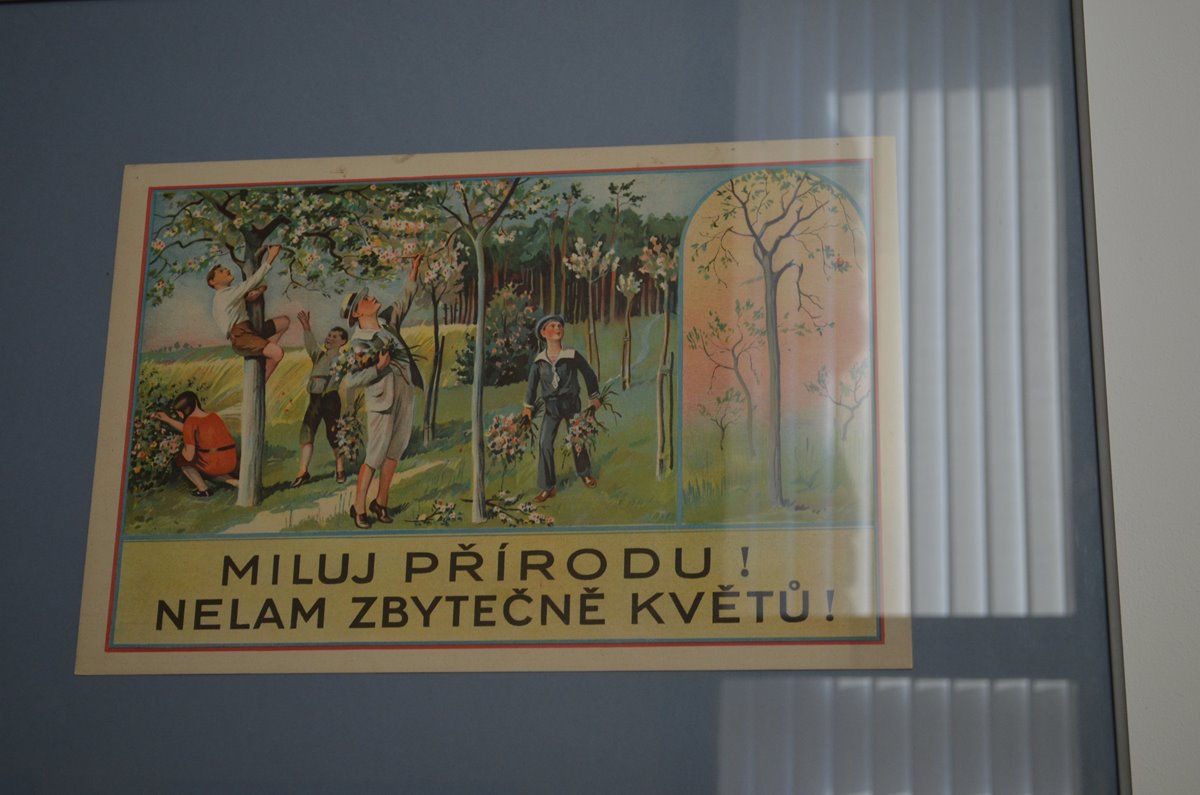 MILUJ PŘÍRODU!
NELAM ZBYTEČNĚ KVĚTŮ!